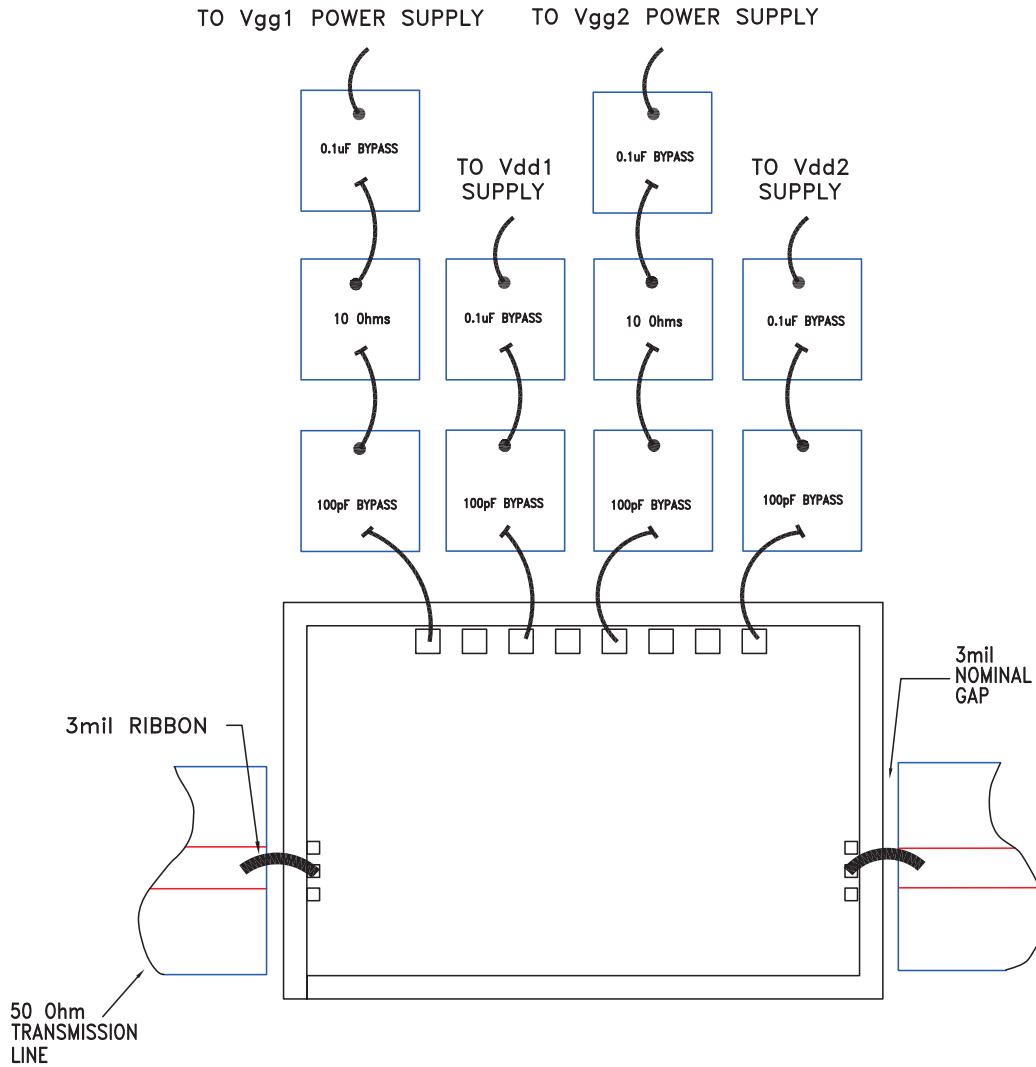 TO Vgg1 POWER SUPPLY
TO Vgg2 POWER SUPPLY
0.1uF BYPASS
0.1uF BYPASS
TO Vdd1
SUPPLY
TO Vdd2
SUPPLY
10 Ohms
0.1uF BYPASS
10 Ohms
0.1uF BYPASS
100pF BYPASS
100pF BYPASS
100pF BYPASS
100pF BYPASS
3mil
NOMINAL
GAP
3mil RIBBON
50 Ohm
TRANSMISSION
LINE